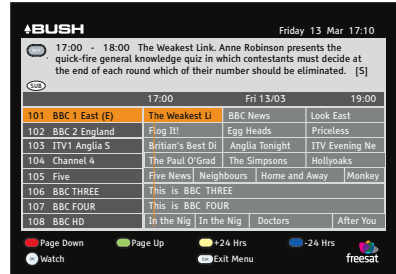 BUSH Friday 13 Mar 17:10
17:00 - 18:00 The Weakest Link. Anne Robinson presents the
quick-fire general knowledge quiz in which contestants must decide at
the end of each round which of their number should be eliminated. [S]
SUB
17:00 Fri 13/03 19:00
101 BBC 1 East (E) The Weakest Li BBC News Look East
102 BBC 2 England Flog It! Egg Heads Priceless
103 ITV1 Anglia S Britian's Best Di Anglia Tonight ITV Evening Ne
104 Channel 4 The Paul O'Grad The Simpsons Hollyoaks
105 Five Five News Neighbours Home and Away Monkey
106 BBC THREE This is BBC THREE
107 BBC FOUR This is BBC FOUR
108 BBC HD In the Nig In the Nig Doctors After You
Page Down Page Up +24 Hrs -24 Hrs
Watch Exit Menu freesat